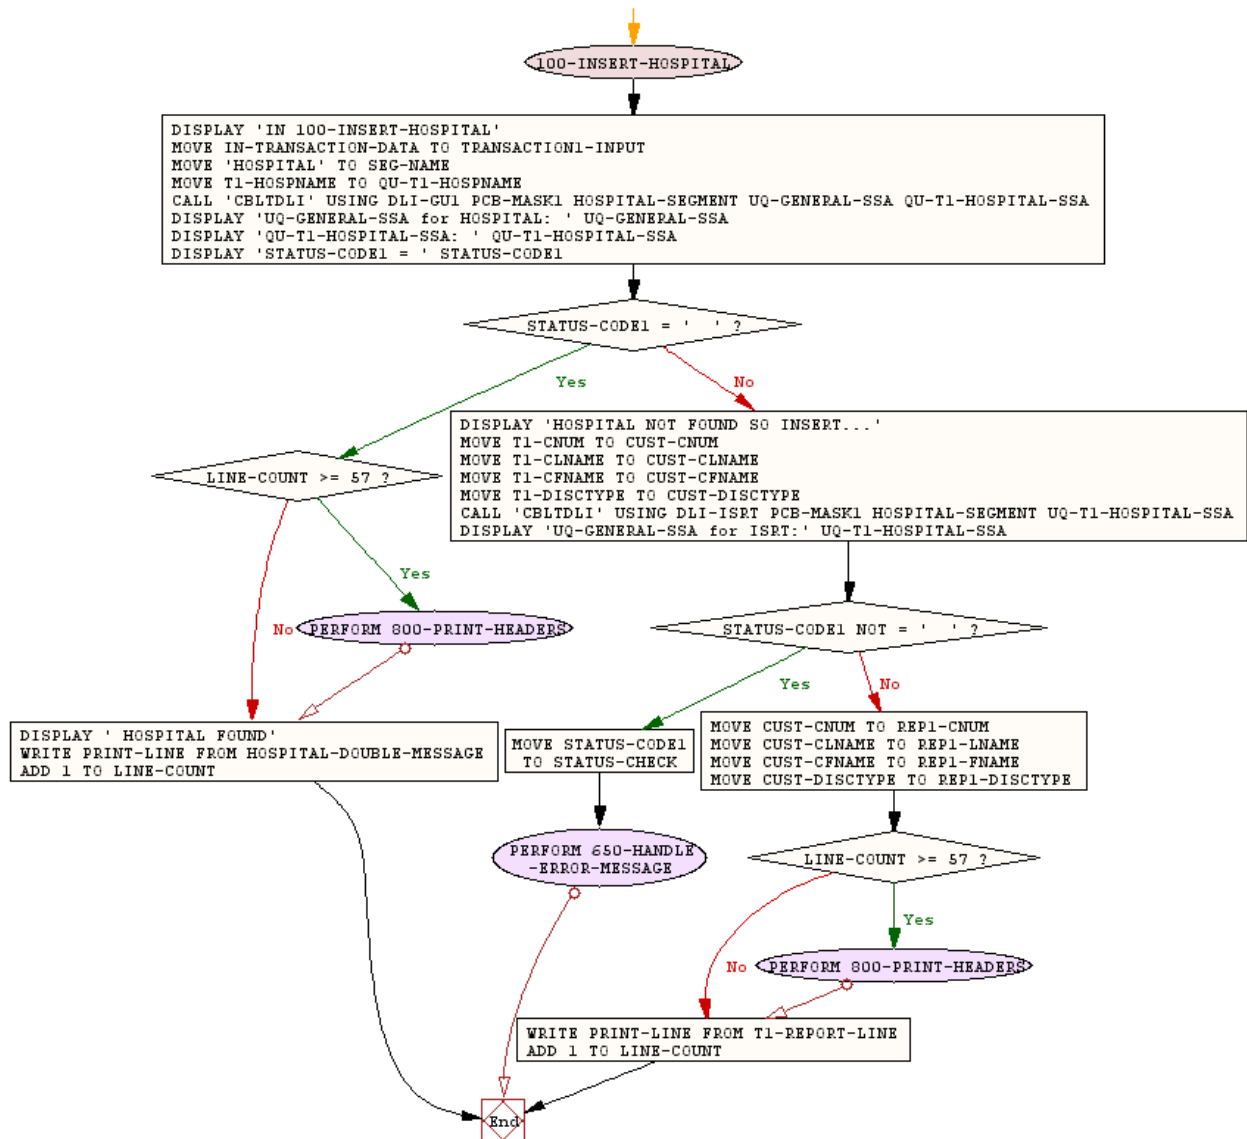 100-INSERT-HOSPITAL
DISPLAY 'IN 100-INSERT-HOSPITAL'
MOVE IN-TRANSACTION-DATA TO TRANSACTION1-INPUT
MOVE 'HOSPITAL' TO SEG-NAME
MOVE T1-HOSPNAME TO QU-T1-HOSPNAME
CALL 'CBLTDLI' USING DLI-GU1 PCB-MASK1 HOSPITAL-SEGMENT UQ-GENERAL-SSA QU-T1-HOSPITAL-SSA
DISPLAY 'UQ-GENERAL-SSA for HOSPITAL: ' UQ-GENERAL-SSA
DISPLAY 'QU-T1-HOSPITAL-SSA: ' QU-T1-HOSPITAL-SSA
DISPLAY 'STATUS-CODE1 = ' STATUS-CODE1
STATUS-CODE1 = '  ' ?
Yes
No
DISPLAY 'HOSPITAL NOT FOUND SO INSERT...'
MOVE T1-CNUM TO CUST-CNUM
MOVE T1-CLNAME TO CUST-CLNAME
MOVE T1-CFNAME TO CUST-CFNAME
MOVE T1-DISCTYPE TO CUST-DISCTYPE
CALL 'CBLTDLI' USING DLI-ISRT PCB-MASK1 HOSPITAL-SEGMENT UQ-T1-HOSPITAL-SSA
DISPLAY 'UQ-GENERAL-SSA for ISRT:' UQ-T1-HOSPITAL-SSA
LINE-COUNT >= 57 ?
Yes
No
PERFORM 800-PRINT-HEADERS
STATUS-CODE1 NOT = '  ' ?
Yes
No
DISPLAY ' HOSPITAL FOUND'
WRITE PRINT-LINE FROM HOSPITAL-DOUBLE-MESSAGE
ADD 1 TO LINE-COUNT
MOVE STATUS-CODE1
TO STATUS-CHECK
MOVE CUST-CNUM TO REP1-CNUM
MOVE CUST-CLNAME TO REP1-LNAME
MOVE CUST-CFNAME TO REP1-FNAME
MOVE CUST-DISCTYPE TO REP1-DISCTYPE
PERFORM 650-HANDLE
-ERROR-MESSAGE
LINE-COUNT >= 57 ?
Yes
No
PERFORM 800-PRINT-HEADERS
WRITE PRINT-LINE FROM T1-REPORT-LINE
ADD 1 TO LINE-COUNT
End